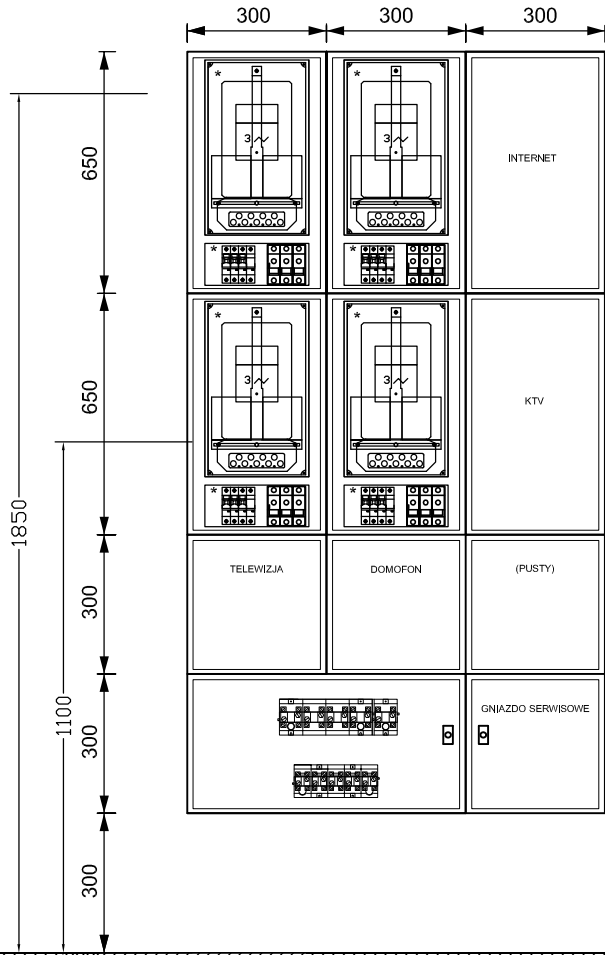 300 300 300
*
*
650
3
3
INTERNET
*
*
*
*
650
3
3
KTV
*
*
1850
300
TELEWIZJA
DOMOFON
(PUSTY)
1100
300
GNIAZDO SERWISOWE
300